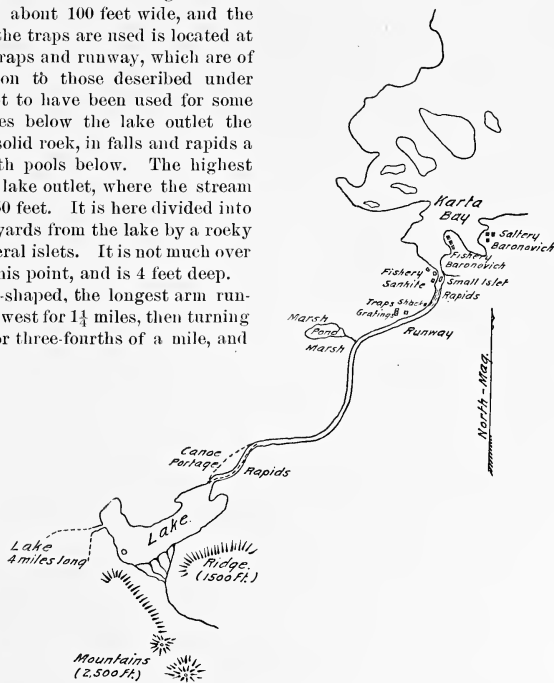 about 100 feet wide, and the
the traps are used is located at
raps and runway, which are of
on to those described under
t to have been used for some
es below the lake outlet the
solid rock, in falls and rapids a
th pools below. The highest
lake outlet, where the stream
50 feet. It is here divided into
yards from the lake by a rocky
eral islets. It is not much over
his point, and is 4 feet deep.
-shaped, the longest arm run-
west for 1¼ miles, then turning
or three-fourths of a mile, and
Karta
Bay
Saltery
Baronovich
Fishery
Baronovich
Fishery
Sanhite
Small Islet
Rapids
Traps Shacks
Gratings
Runway
Marsh
Pond
Marsh
North-Mag.
Canoe
Portage
Rapids
Lake.
Lake
4 miles long
Ridge.
(1500 Ft.)
Mountains
(2,500 Ft.)